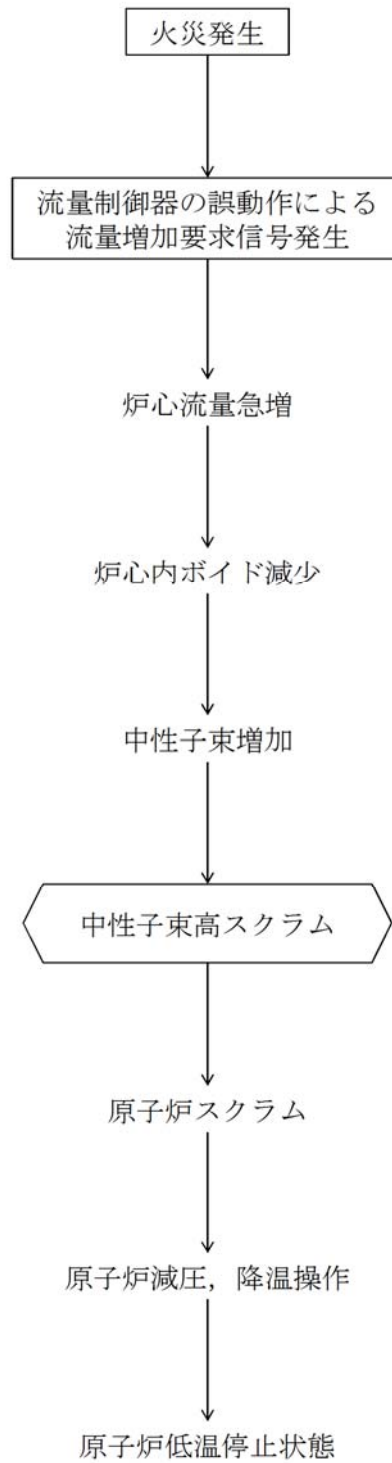 火災発生
流量制御器の誤動作による
流量増加要求信号発生
炉心流量急増
炉心内ボイド減少
中性子束増加
中性子束高スクラム
原子炉スクラム
原子炉減圧，降温操作
原子炉低温停止状態